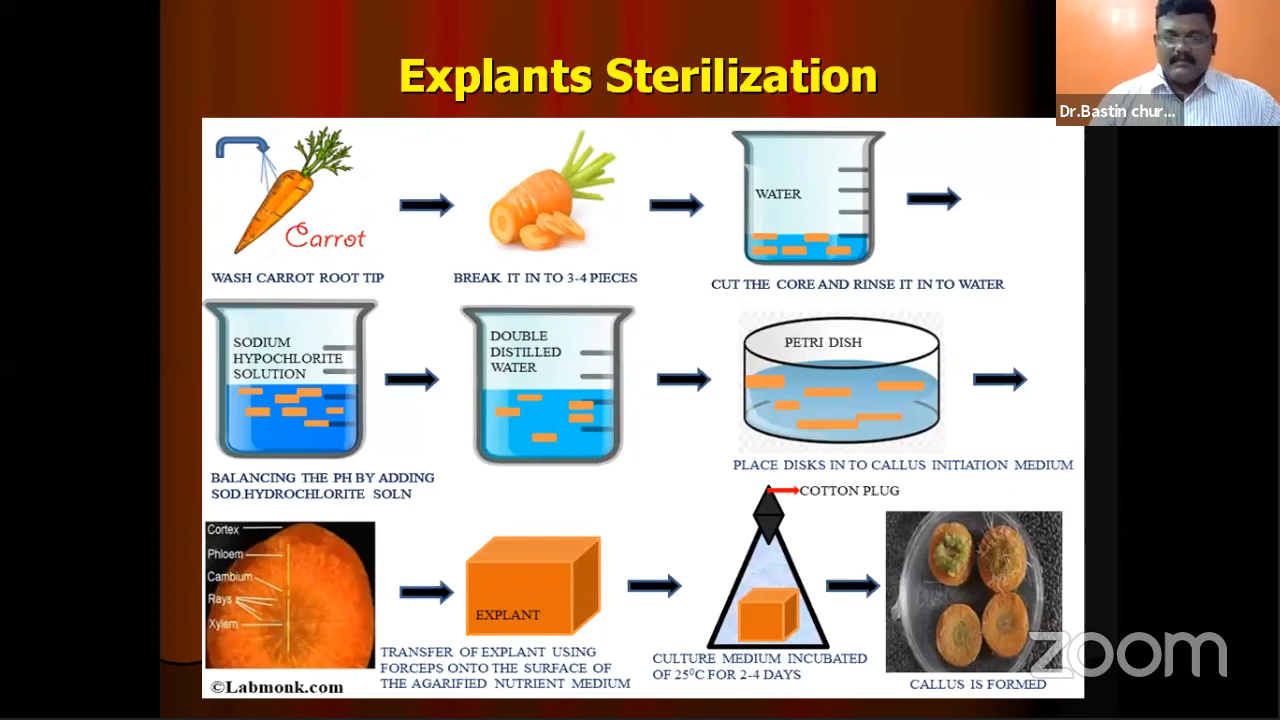 Explants Sterilization
Dr.Bastin chur...
Carrot
WATER
WASH CARROT ROOT TIP
BREAK IT IN TO 3-4 PIECES
CUT THE CORE AND RINSE IT IN TO WATER
SODIUM
HYPOCHLORITE
SOLUTION
DOUBLE
DISTILLED
WATER
PETRI DISH
BALANCING THE PH BY ADDING
SOD.HYDROCHLORITE SOLN
PLACE DISKS IN TO CALLUS INITIATION MEDIUM
COTTON PLUG
Cortex
Phloem
Cambium
Rays
Xylem
©Labmonk.com
EXPLANT
TRANSFER OF EXPLANT USING
FORCEPS ONTO THE SURFACE OF
THE AGARIFIED NUTRIENT MEDIUM
CULTURE MEDIUM INCUBATED
OF 25⁰C FOR 2-4 DAYS
CALLUS IS FORMED
zoom